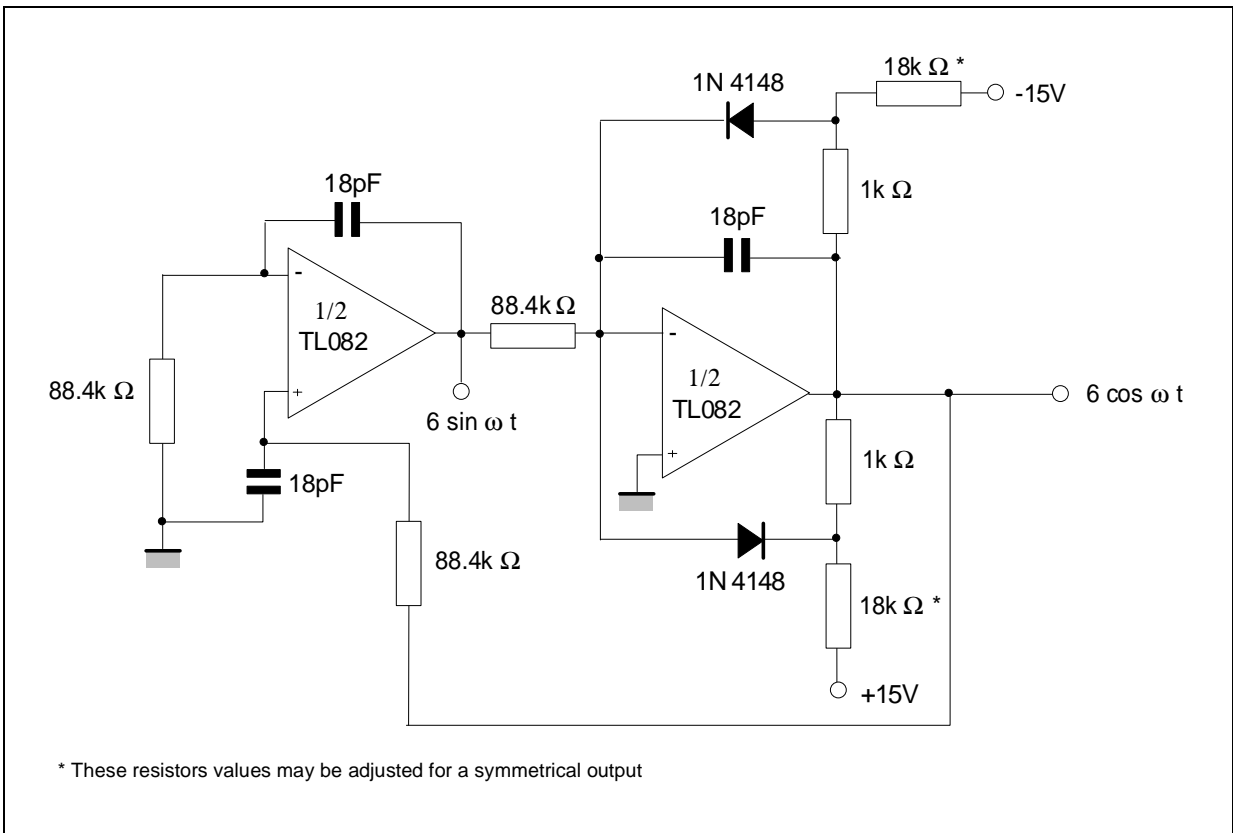 18k Ω *
1N 4148
-15V
18pF
1k Ω
18pF
-
1/2
TL082
+
88.4k Ω
88.4k Ω
6 sin ω t
-
1/2
TL082
+
6 cos ω t
18pF
1k Ω
88.4k Ω
1N 4148
18k Ω *
+15V
* These resistors values may be adjusted for a symmetrical output